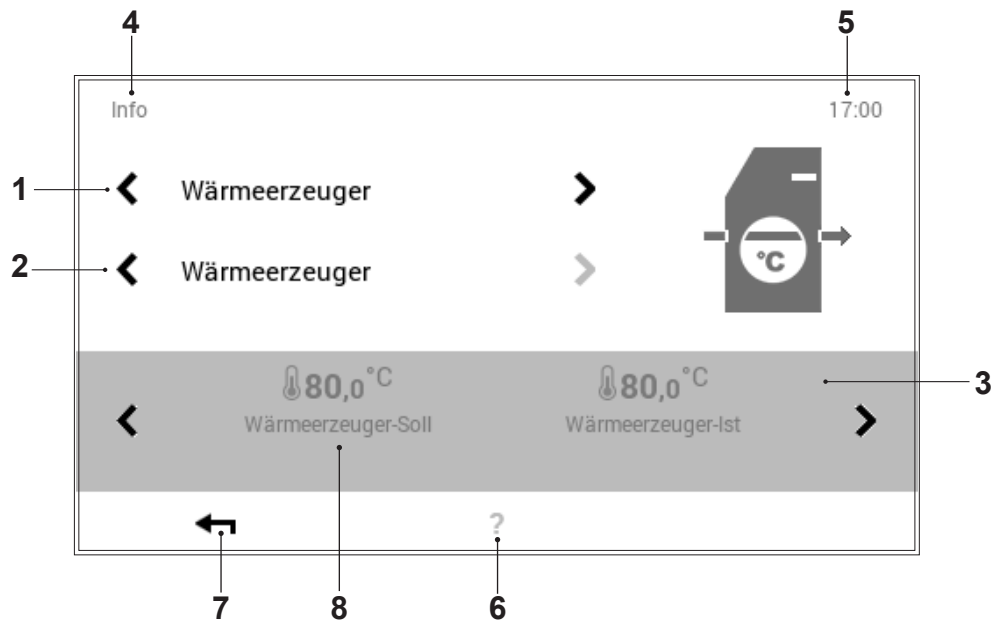 4 5
Info 17:00
1 Wärmeerzeuger
2 Wärmeerzeuger
°C
80,0°C 80,0°C
3
Wärmeerzeuger-Soll Wärmeerzeuger-Ist
?
7 8 6